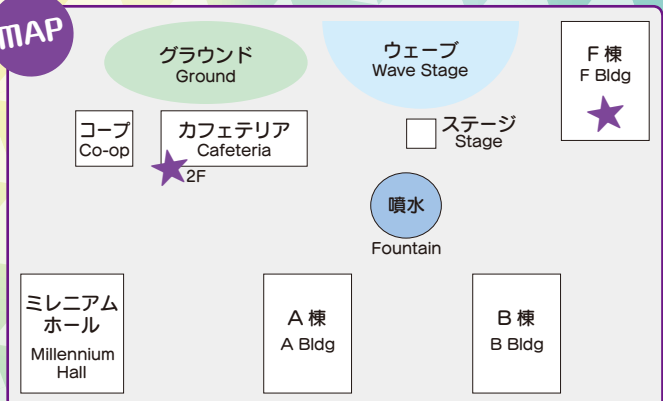 MAP
グラウンド
Ground
ウェーブ
Wave Stage
F 棟
F Bldg
コープ
Co-op
カフェテリア
Cafeteria
2F
ステージ
Stage
噴水
Fountain
ミレニアム
ホール
Millennium
Hall
A 棟
A Bldg
B 棟
B Bldg